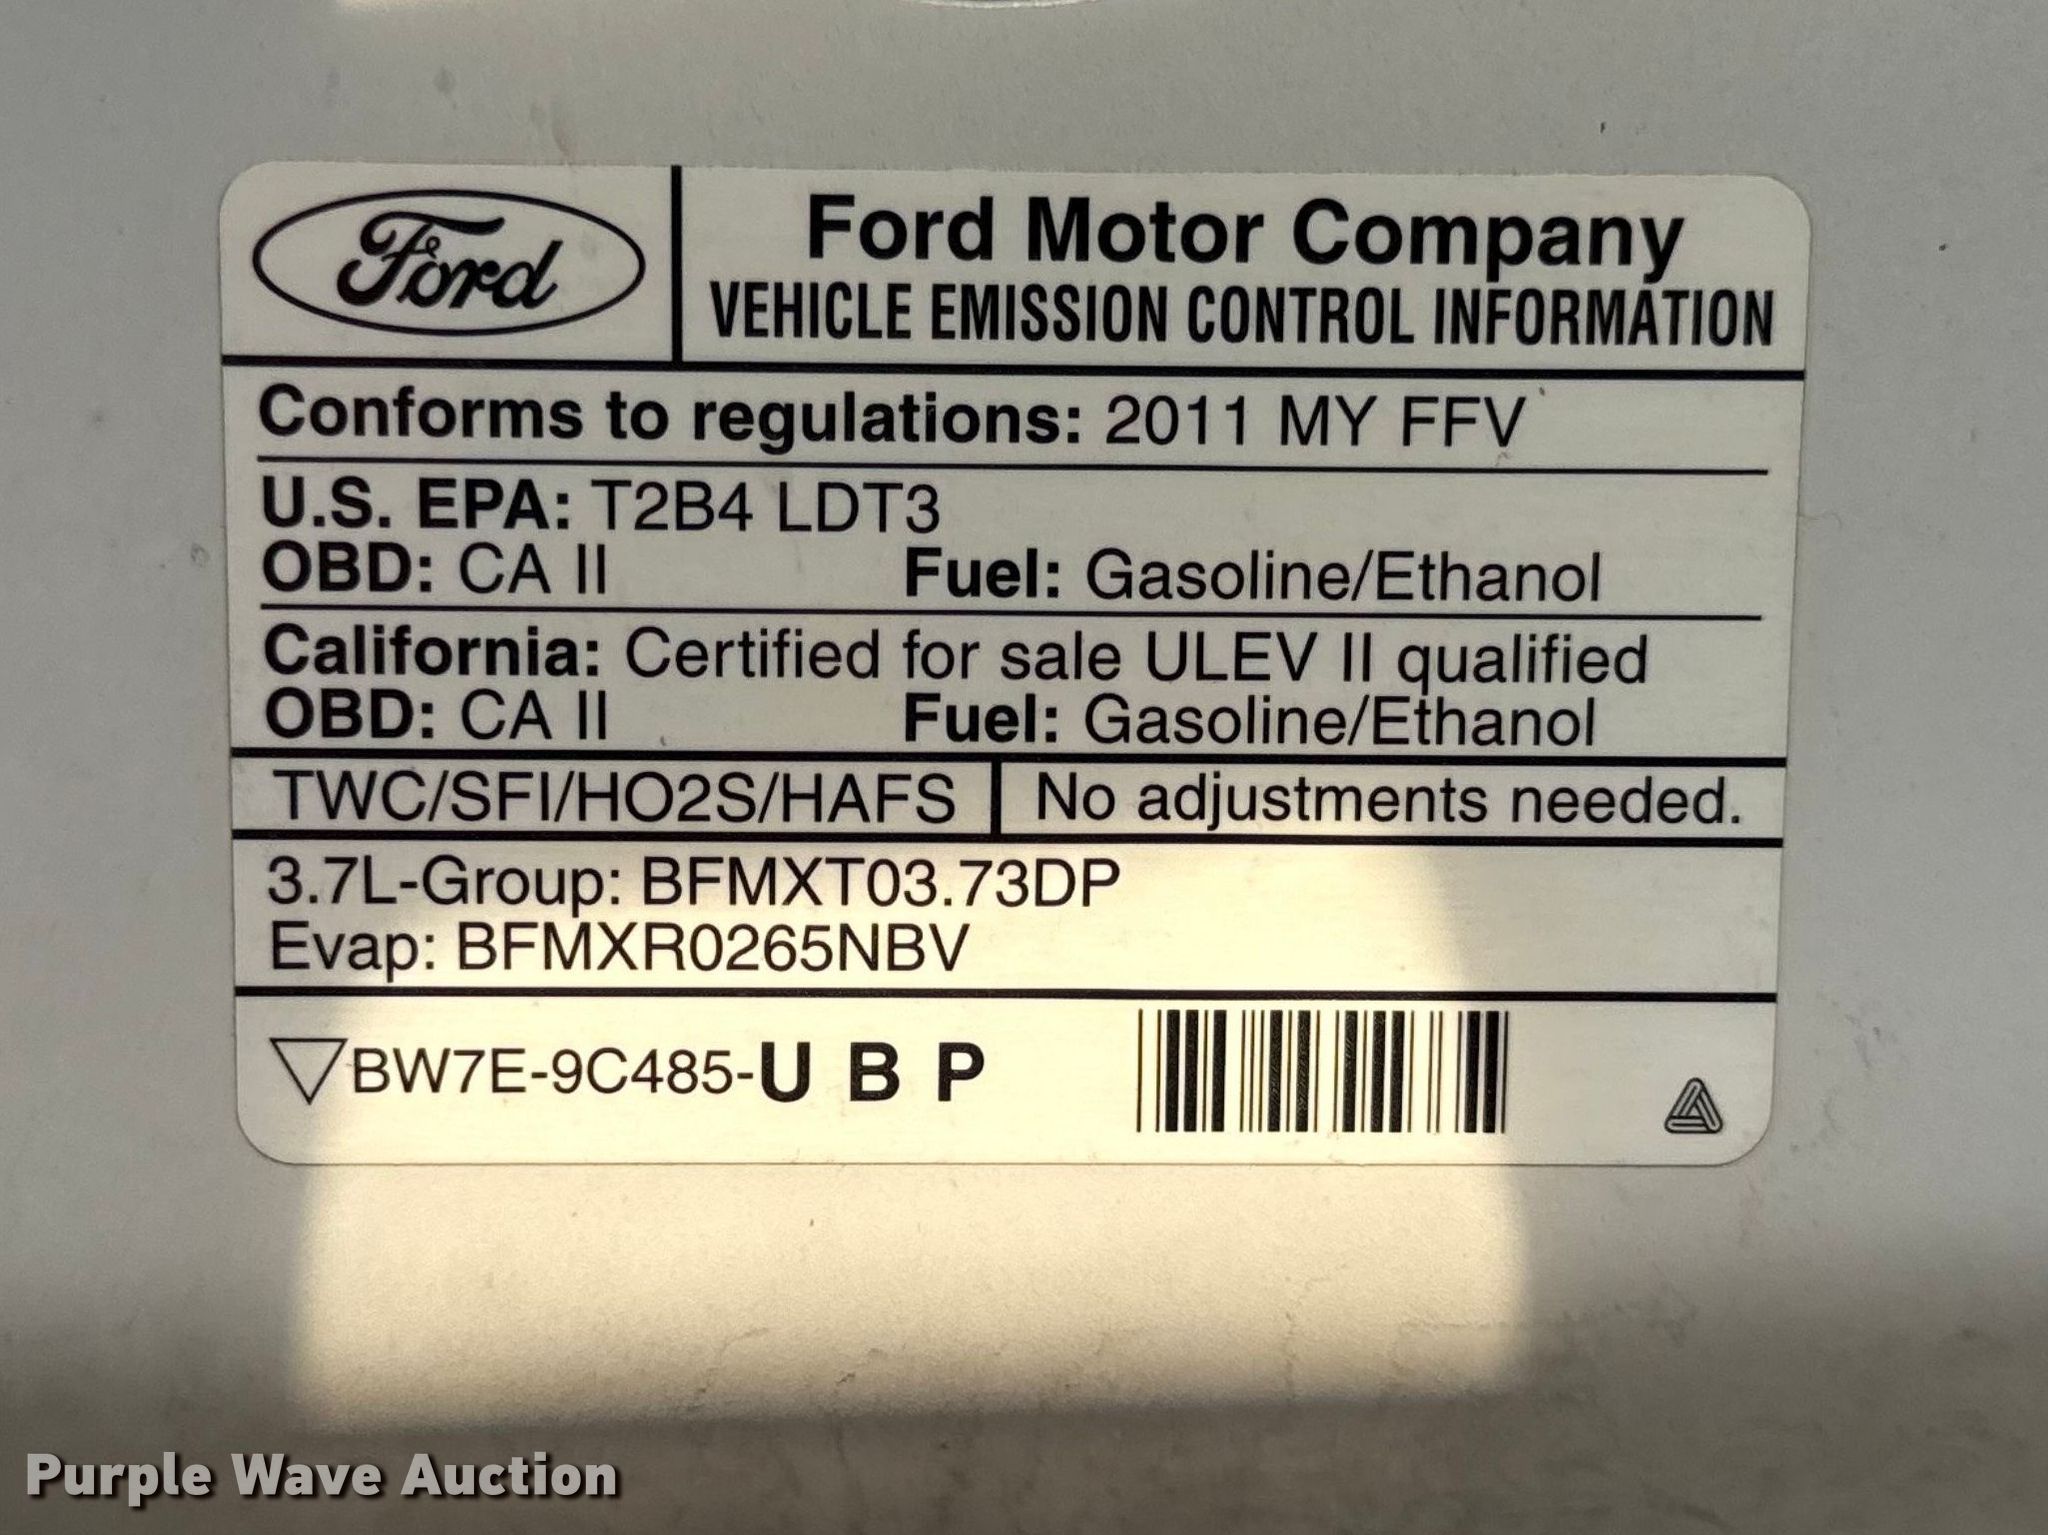 Ford
Ford Motor Company
VEHICLE EMISSION CONTROL INFORMATION
Conforms to regulations: 2011 MY FFV
U.S. EPA: T2B4 LDT3
OBD: CA II Fuel: Gasoline/Ethanol
California: Certified for sale ULEV II qualified
OBD: CA II Fuel: Gasoline/Ethanol
TWC/SFI/HO2S/HAFS No adjustments needed.
3.7L-Group: BFMXT03.73DP
Evap: BFMXR0265NBV
BW7E-9C485-U B P
Purple Wave Auction